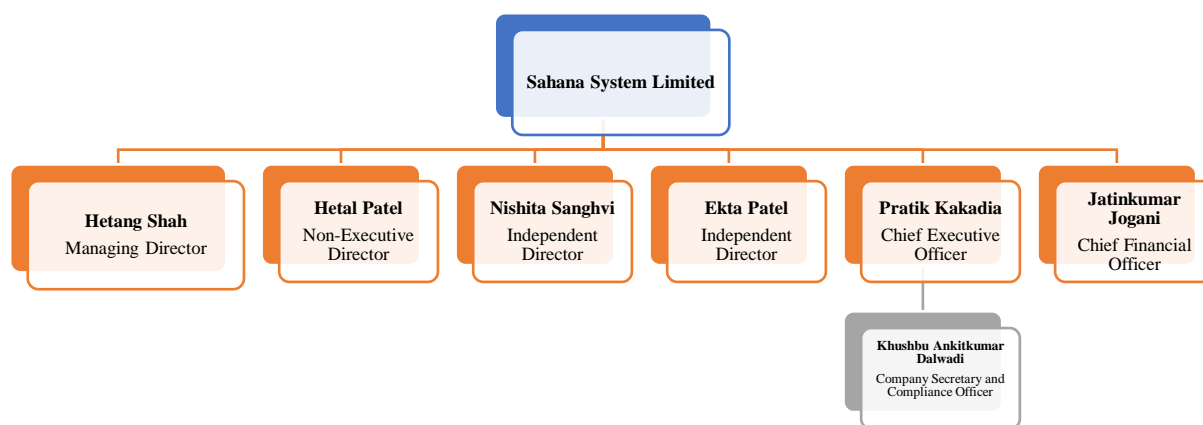 Sahana System Limited
Hetang Shah
Managing Director
Hetal Patel
Non-Executive
Director
Nishita Sanghvi
Independent
Director
Ekta Patel
Independent
Director
Pratik Kakadia
Chief Executive
Officer
Jatinkumar
Jogani
Chief Financial
Officer
Khushbu Ankitkumar
Dalwadi
Company Secretary and
Compliance Officer